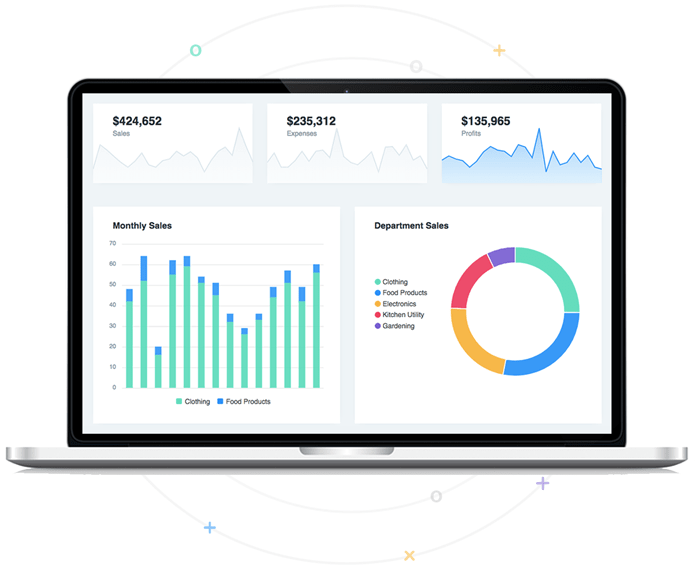 $424,652
Sales
$235,312
Expenses
$135,965
Profits
Monthly Sales
70
60
50
40
30
20
10
0
Clothing
Food Products
Department Sales
Clothing
Food Products
Electronics
Kitchen Utility
Gardening